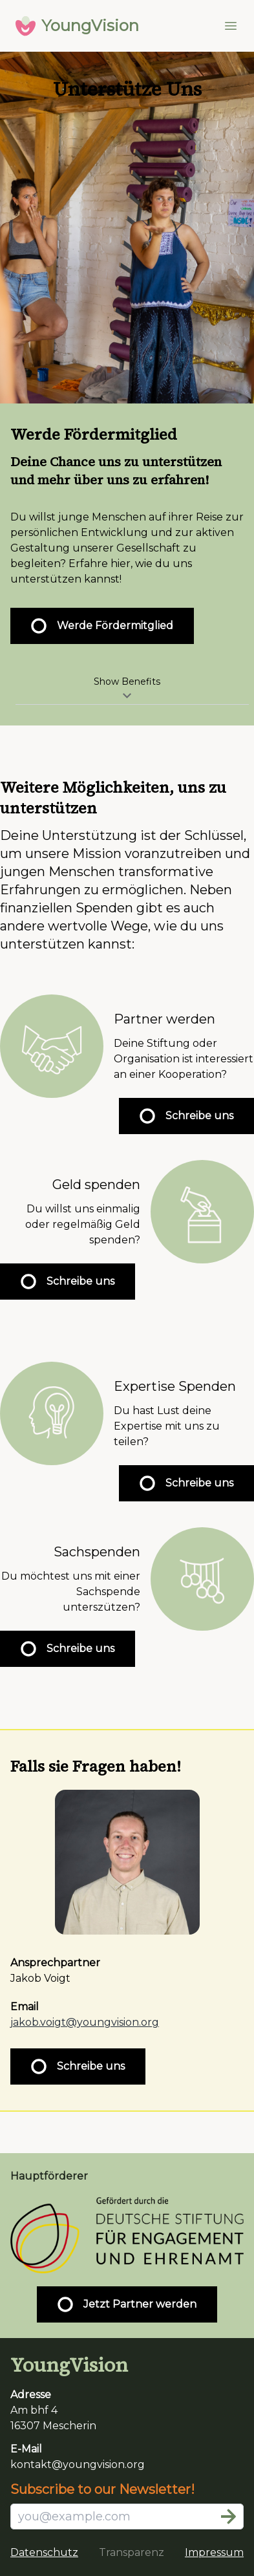 YoungVision
Unterstütze Uns
Werde Fördermitglied
Deine Chance uns zu unterstützen
und mehr über uns zu erfahren!
Du willst junge Menschen auf ihrer Reise zur
persönlichen Entwicklung und zur aktiven
Gestaltung unserer Gesellschaft zu
begleiten? Erfahre hier, wie du uns
unterstützen kannst!
Werde Fördermitglied
Show Benefits
Weitere Möglichkeiten, uns zu
unterstützen
Deine Unterstützung ist der Schlüssel,
um unsere Mission voranzutreiben und
jungen Menschen transformative
Erfahrungen zu ermöglichen. Neben
finanziellen Spenden gibt es auch
andere wertvolle Wege, wie du uns
unterstützen kannst:
Partner werden
Deine Stiftung oder
Organisation ist interessiert
an einer Kooperation?
Schreibe uns
Geld spenden
Du willst uns einmalig
oder regelmäßig Geld
spenden?
Schreibe uns
Expertise Spenden
Du hast Lust deine
Expertise mit uns zu
teilen?
Schreibe uns
Sachspenden
Du möchtest uns mit einer
Sachspende
unterszützen?
Schreibe uns
Falls sie Fragen haben!
Ansprechpartner
Jakob Voigt
Email
jakob.voigt@youngvision.org
Schreibe uns
Hauptförderer
Gefördert durch die
DEUTSCHE STIFTUNG
FÜR ENGAGEMENT
UND EHRENAMT
Jetzt Partner werden
YoungVision
Adresse
Am bhf 4
16307 Mescherin
E-Mail
kontakt@youngvision.org
Subscribe to our Newsletter!
you@example.com
Datenschutz Transparenz Impressum